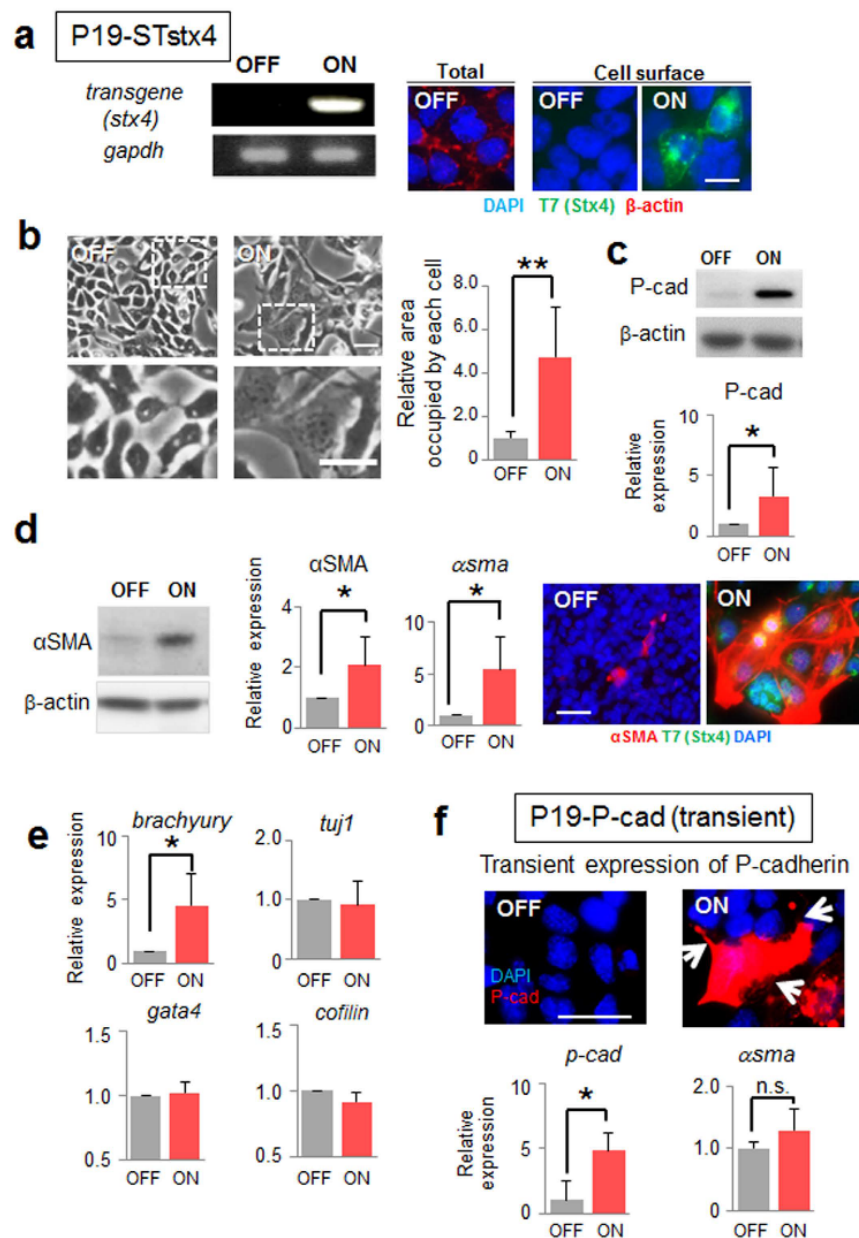 a
P19-STstx4
OFF ON
transgene
(stx4)
gapdh
Total
Cell surface
OFF
OFF
ON
DAPI T7 (Stx4) β-actin
b
OFF
ON
Relative area
occupied by each cell
8.0
6.0
4.0
2.0
0
**
OFF ON
c
OFF ON
P-cad
β-actin
P-cad
Relative
expression
10
5
0
*
OFF ON
d
OFF ON
αSMA
β-actin
αSMA
Relative expression
4
2
0
*
OFF ON
αsma
10
5
0
*
OFF ON
OFF
ON
αSMA T7 (Stx4) DAPI
e
brachyury
Relative expression
10
5
0
*
OFF ON
tuj1
2.0
1.0
0
OFF ON
gata4
1.5
1.0
0.5
OFF ON
cofilin
1.5
1.0
0.5
OFF ON
f
P19-P-cad (transient)
Transient expression of P-cadherin
OFF
DAPI
P-cad
ON
p-cad
Relative
expression
10
5
0
*
OFF ON
αsma
2.0
1.0
0
n.s.
OFF ON